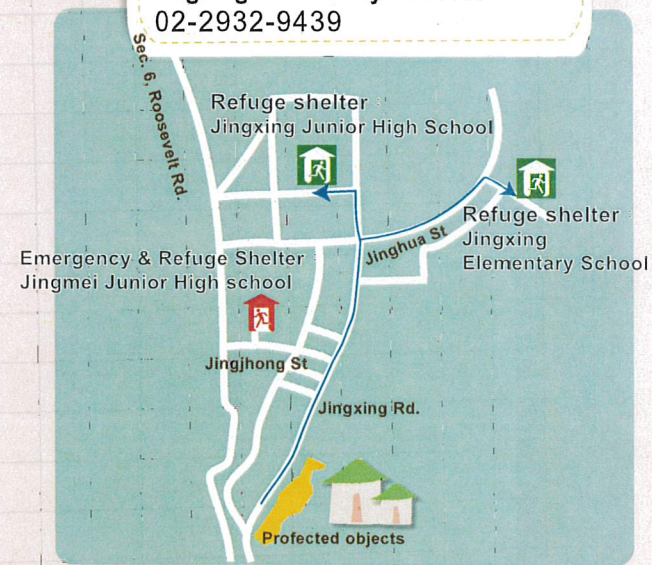 02-2932-9439
Sec. 6, Roosevelt Rd.
Refuge shelter
Jingxing Junior High School
Refuge shelter
Jingxing
Elementary School
Jinghua St
Emergency & Refuge Shelter
Jingmei Junior High school
Jingjhong St
Jingxing Rd.
Profected objects